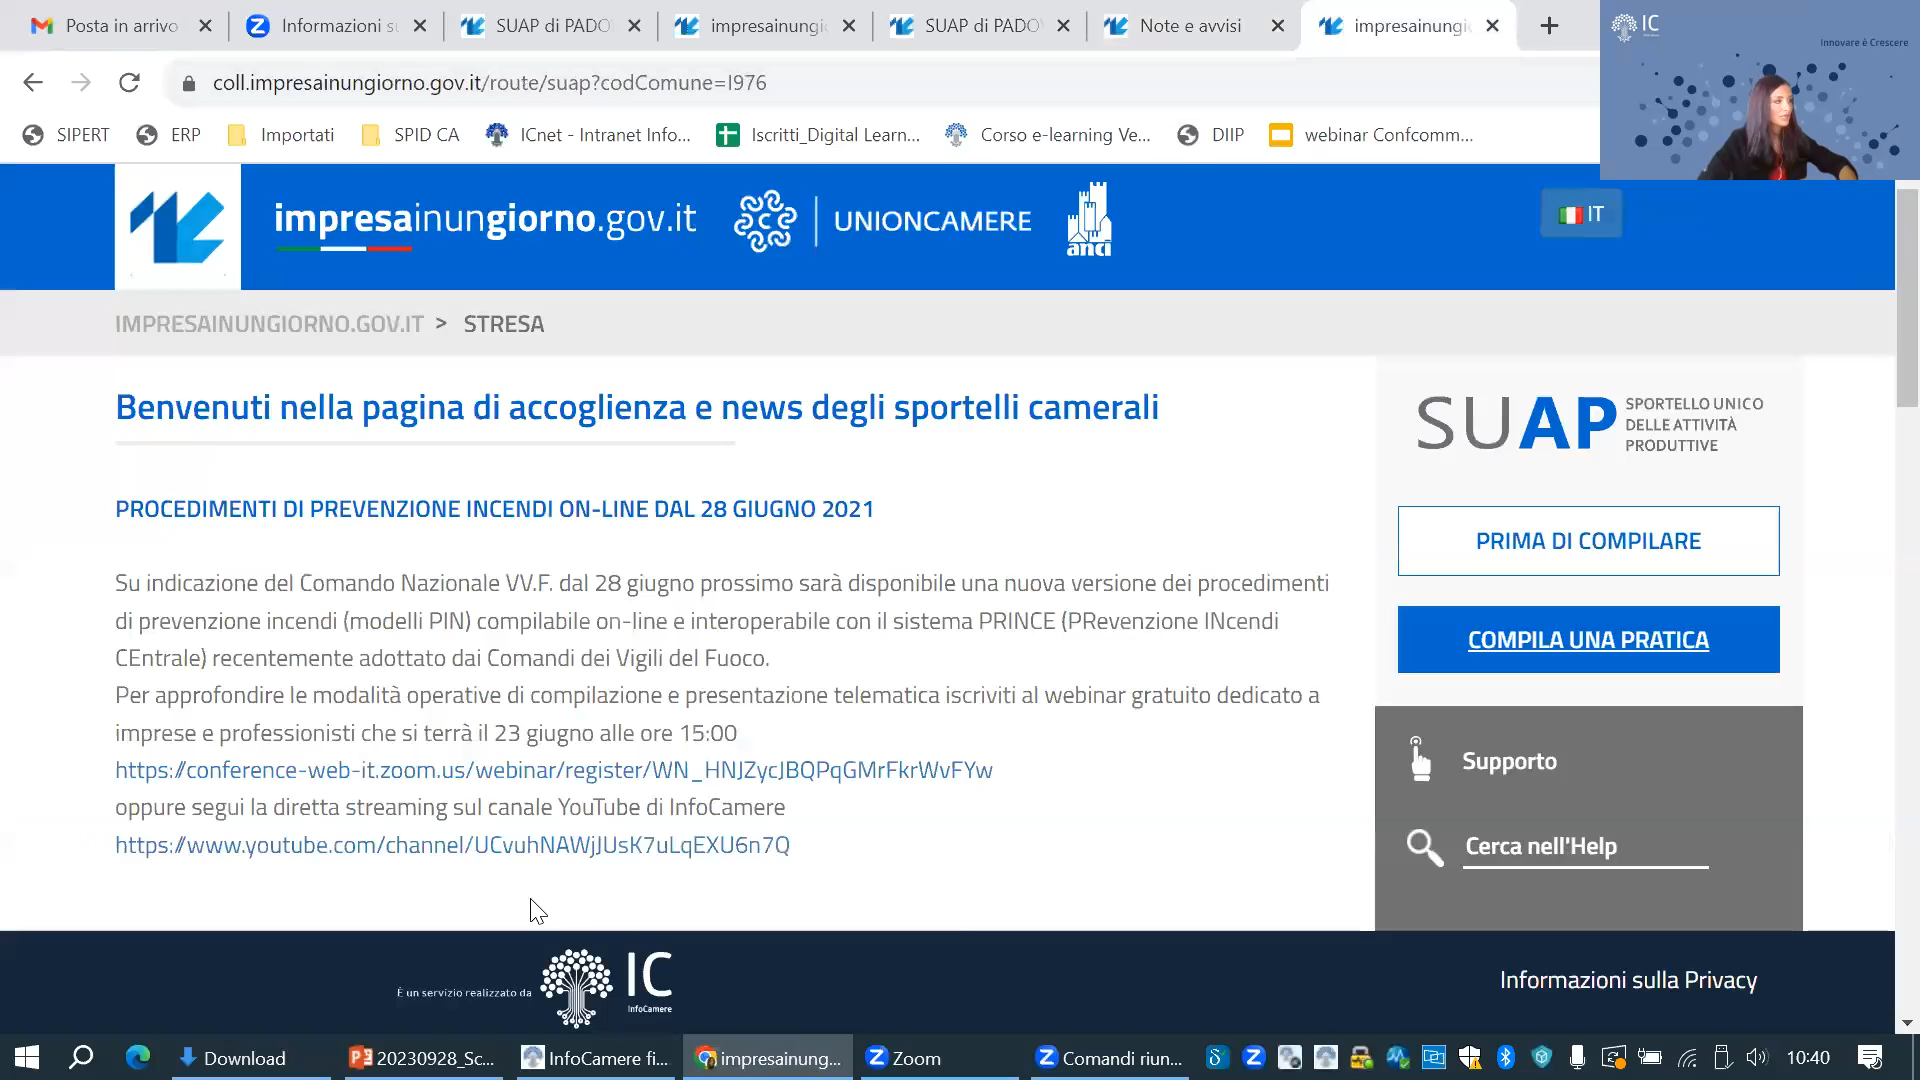 Posta in arrivo
Informazioni su
SUAP di PADO
impresainungio
SUAP di PADOV
Note e avvisi
impresainungio
coll.impresainungiorno.gov.it/route/suap?codComune=I976
SIPERT
ERP
Importati
SPID CA
ICnet - Intranet Info...
Iscritti_Digital Learn...
Corso e-learning Ve...
DIIP
webinar Confcomm...
IC
Innovare è Crescere
impresainungiorno.gov.it
UNIONCAMERE
anci
IT
IMPRESAINUNGIORNO.GOV.IT > STRESA
Benvenuti nella pagina di accoglienza e news degli sportelli camerali
PROCEDIMENTI DI PREVENZIONE INCENDI ON-LINE DAL 28 GIUGNO 2021
Su indicazione del Comando Nazionale VV.F. dal 28 giugno prossimo sarà disponibile una nuova versione dei procedimenti
di prevenzione incendi (modelli PIN) compilabile on-line e interoperabile con il sistema PRINCE (PRevenzione INcendi
CEntrale) recentemente adottato dai Comandi dei Vigili del Fuoco.
Per approfondire le modalità operative di compilazione e presentazione telematica iscriviti al webinar gratuito dedicato a
imprese e professionisti che si terrà il 23 giugno alle ore 15:00
https://conference-web-it.zoom.us/webinar/register/WN_HNJZycJBQPqGMrFkrWvFYw
oppure segui la diretta streaming sul canale YouTube di InfoCamere
https://www.youtube.com/channel/UCvuhNAWjJUsK7uLqEXU6n7Q
SUAP
SPORTELLO UNICO
DELLE ATTIVITÀ
PRODUTTIVE
PRIMA DI COMPILARE
COMPILA UNA PRATICA
Supporto
Cerca nell'Help
È un servizio realizzato da
IC
InfoCamere
Informazioni sulla Privacy
Download
20230928_Sc...
InfoCamere fi...
impresainung...
Zoom
Comandi riun...
10:40